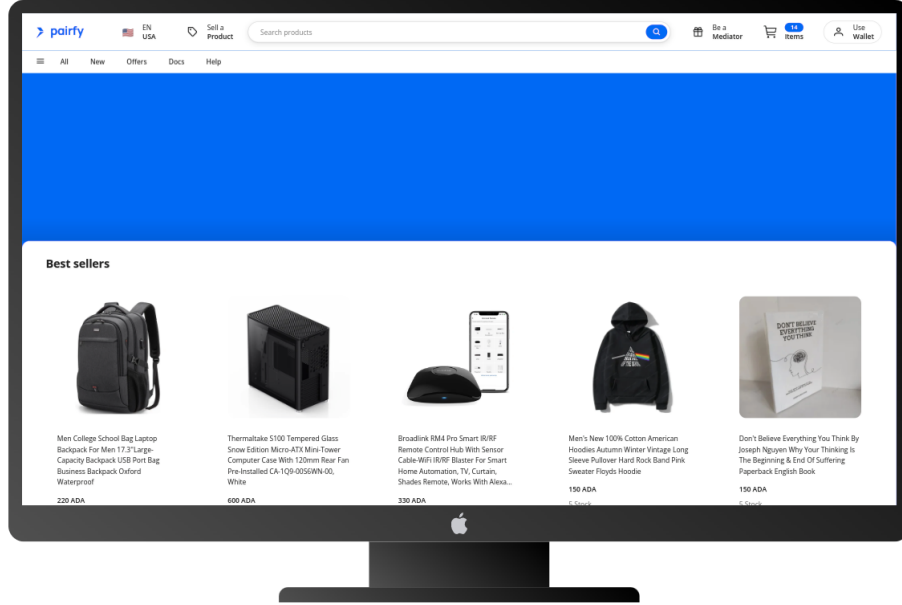 pairfy
EN
USA
Sell a
Product
Search products
Be a
Mediator
14
Items
Use
Wallet
All
New
Offers
Docs
Help
Best sellers
DON'T BELIEVE
EVERYTHING
YOU THINK
Men College School Bag Laptop
Backpack For Men 17.3"Large-
Capacity Backpack USB Port Bag
Business Backpack Oxford
Waterproof
220 ADA
Thermaltake S100 Tempered Glass
Snow Edition Micro-ATX Mini-Tower
Computer Case With 120mm Rear Fan
Pre-Installed CA-1Q9-00S6WN-00,
White
600 ADA
Broadlink RM4 Pro Smart IR/RF
Remote Control Hub With Sensor
Cable-WiFi IR/RF Blaster For Smart
Home Automation, TV, Curtain,
Shades Remote, Works With Alexa...
330 ADA
Men's New 100% Cotton American
Hoodies Autumn Winter Vintage Long
Sleeve Pullover Hard Rock Band Pink
Sweater Floyds Hoodie
150 ADA
5 Stock
Don't Believe Everything You Think By
Joseph Nguyen Why Your Thinking Is
The Beginning & End Of Suffering
Paperback English Book
150 ADA
5 Stock